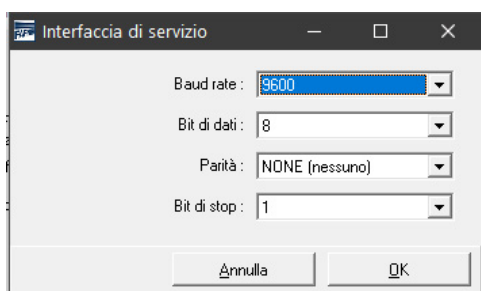 Interfaccia di servizio
Baud rate : 9600
Bit di dati : 8
Parità : NONE (nessuno)
Bit di stop : 1
Annulla OK